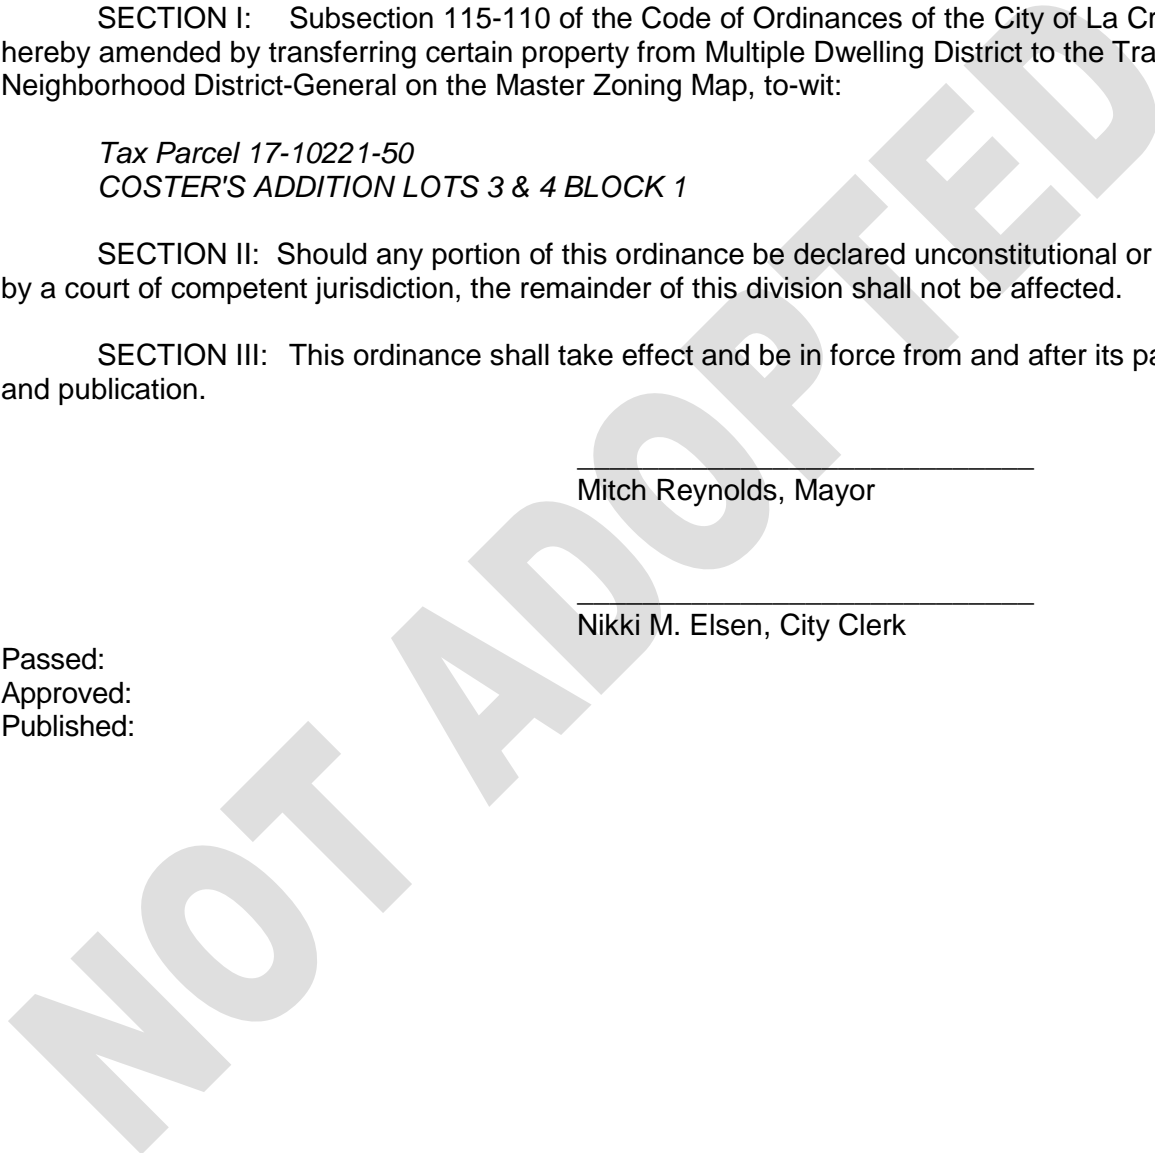 SECTION I: Subsection 115-110 of the Code of Ordinances of the City of La Cr
hereby amended by transferring certain property from Multiple Dwelling District to the Tra
Neighborhood District-General on the Master Zoning Map, to-wit:
Tax Parcel 17-10221-50
COSTER'S ADDITION LOTS 3 & 4 BLOCK 1
SECTION II: Should any portion of this ordinance be declared unconstitutional or
by a court of competent jurisdiction, the remainder of this division shall not be affected.
SECTION III: This ordinance shall take effect and be in force from and after its pa
and publication.
Mitch Reynolds, Mayor
Nikki M. Elsen, City Clerk
Passed:
Approved:
Published:
NOT ADOPTED